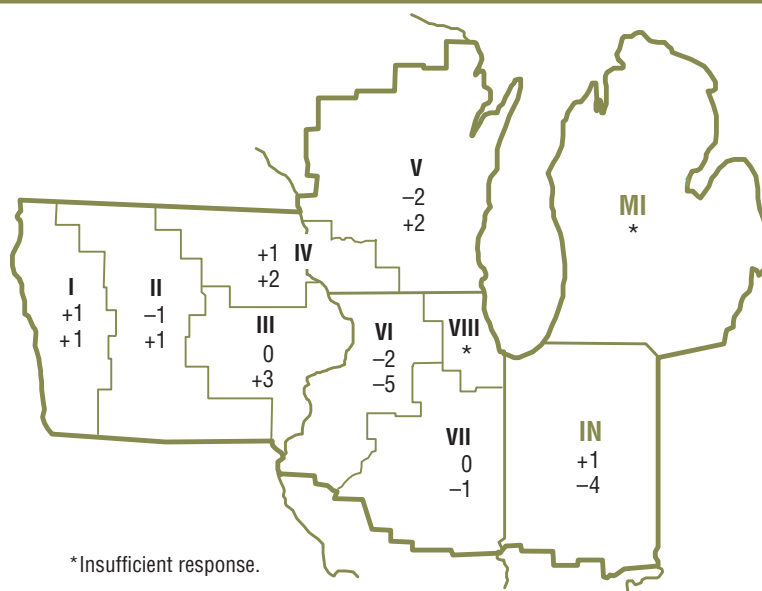 V
–2
+2
MI
*
+1 IV
+2
I
+1
+1
II
–1
+1
III
0
+3
VI
–2
–5
VIII
*
VII
0
–1
IN
+1
–4
*Insufficient response.